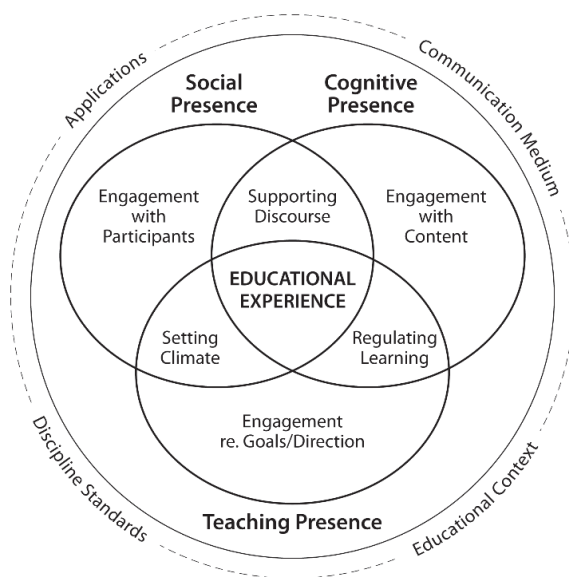 Applications
Communication Medium
Social
Presence
Cognitive
Presence
Engagement
with
Participants
Supporting
Discourse
Engagement
with
Content
EDUCATIONAL
EXPERIENCE
Setting
Climate
Regulating
Learning
Engagement
re. Goals/Direction
Teaching Presence
Discipline Standards
Educational Context